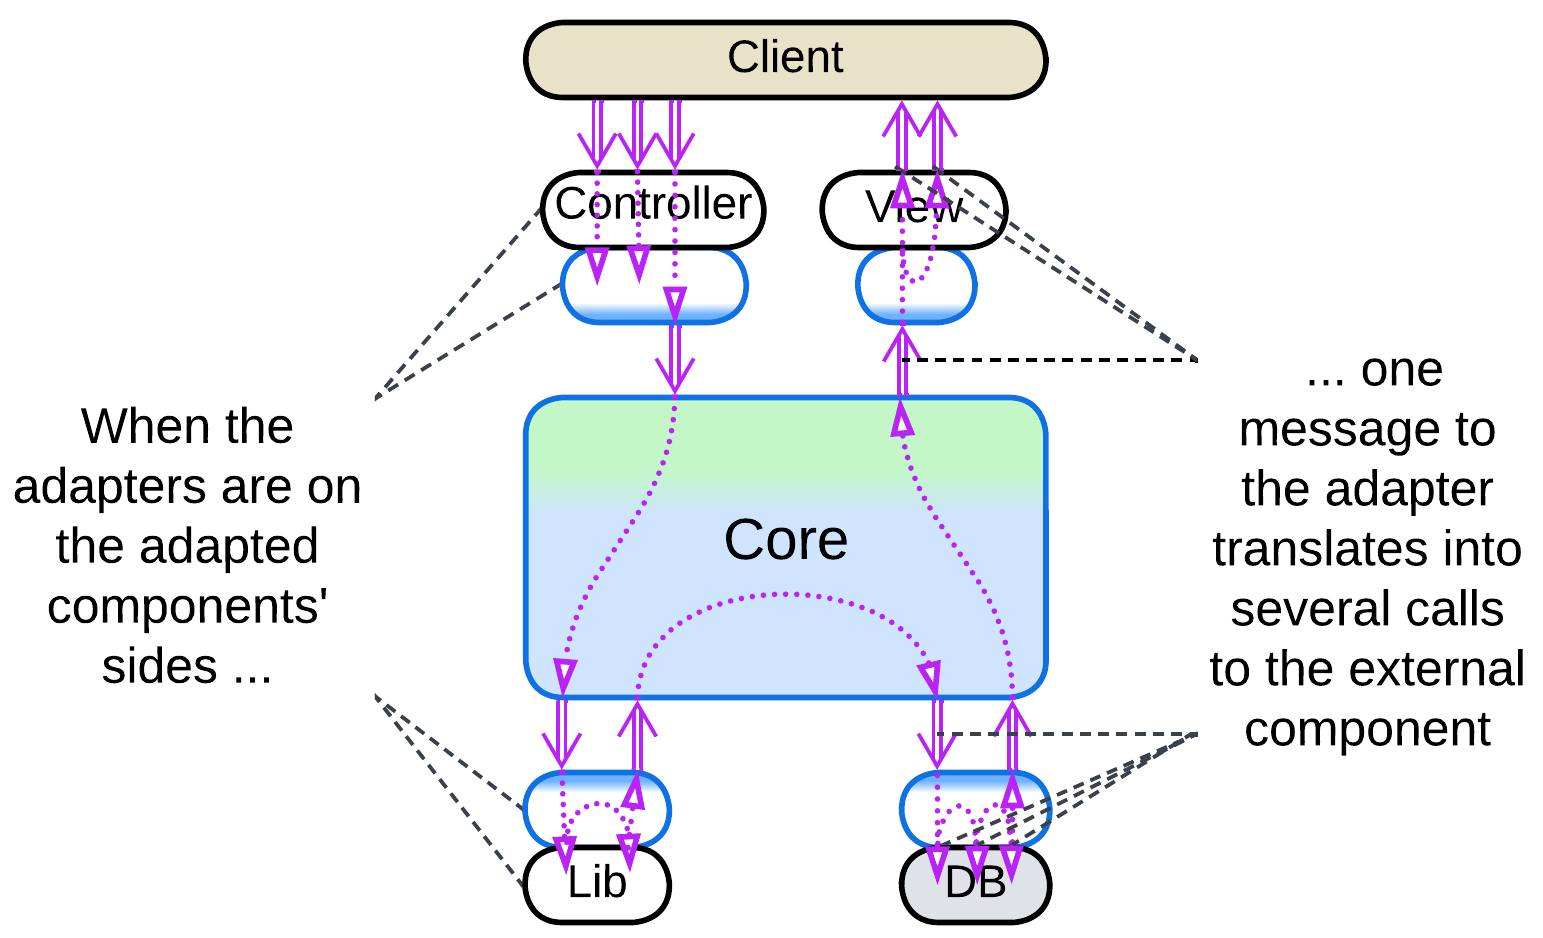 Client
Controller
View
When the
adapters are on
the adapted
components'
sides ...
... one
message to
the adapter
translates into
several calls
to the external
component
Core
Lib
DB